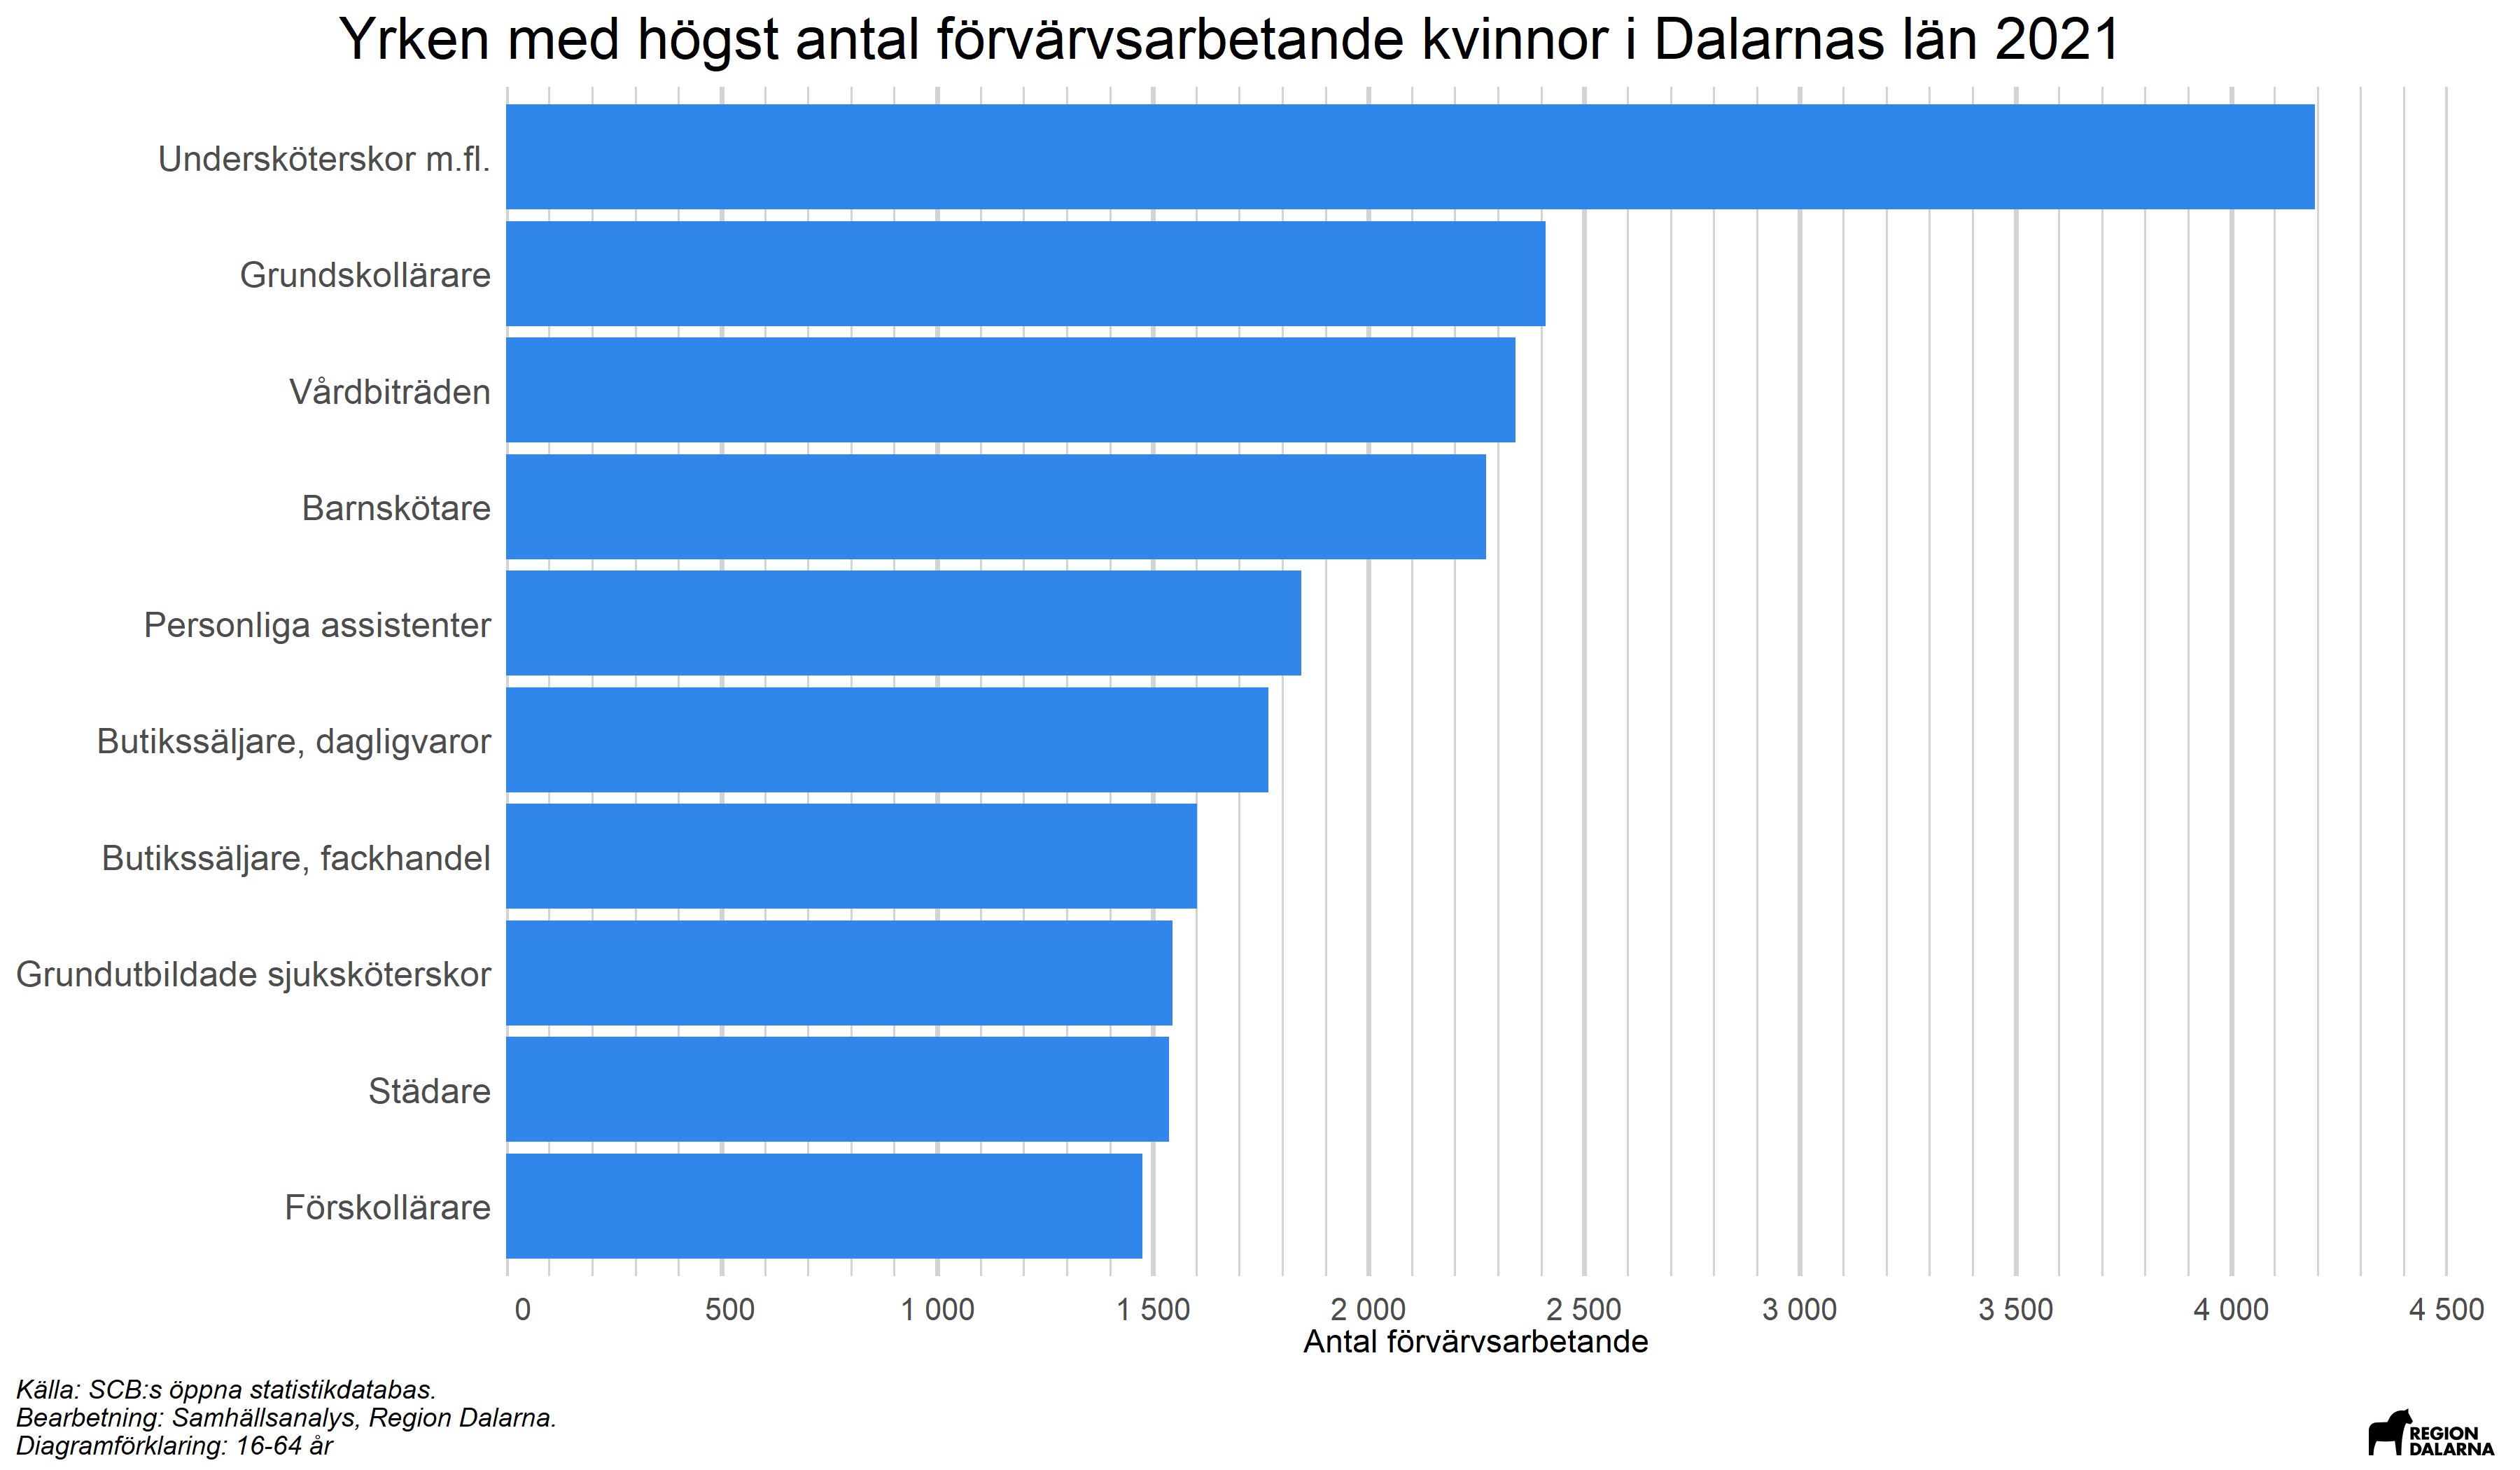 Yrken med högst antal förvärvsarbetande kvinnor i Dalarnas län 2021
Undersköterskor m.fl.
Grundskollärare
Vårdbiträden
Barnskötare
Personliga assistenter
Butikssäljare, dagligvaror
Butikssäljare, fackhandel
Grundutbildade sjuksköterskor
Städare
Förskollärare
0 500 1 000 1 500 2 000 2 500 3 000 3 500 4 000 4 500
Antal förvärvsarbetande
Källa: SCB:s öppna statistikdatabas.
Bearbetning: Samhällsanalys, Region Dalarna.
Diagramförklaring: 16-64 år
REGION
DALARNA